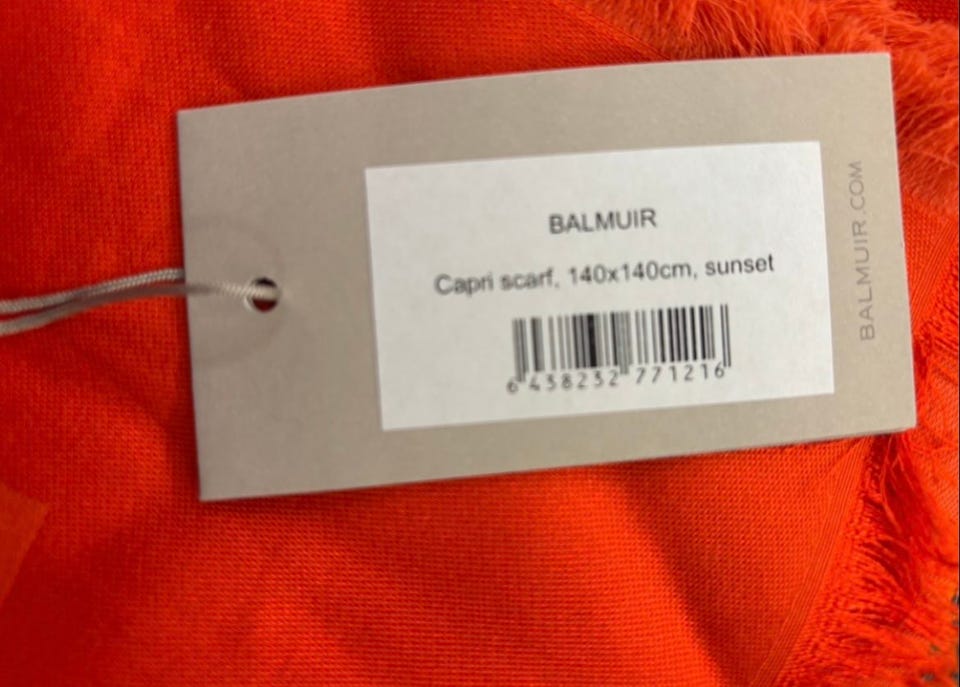 BALMUIR
Capri scarf, 140x140cm, sunset
6 438232 771216
BALMUIR.COM